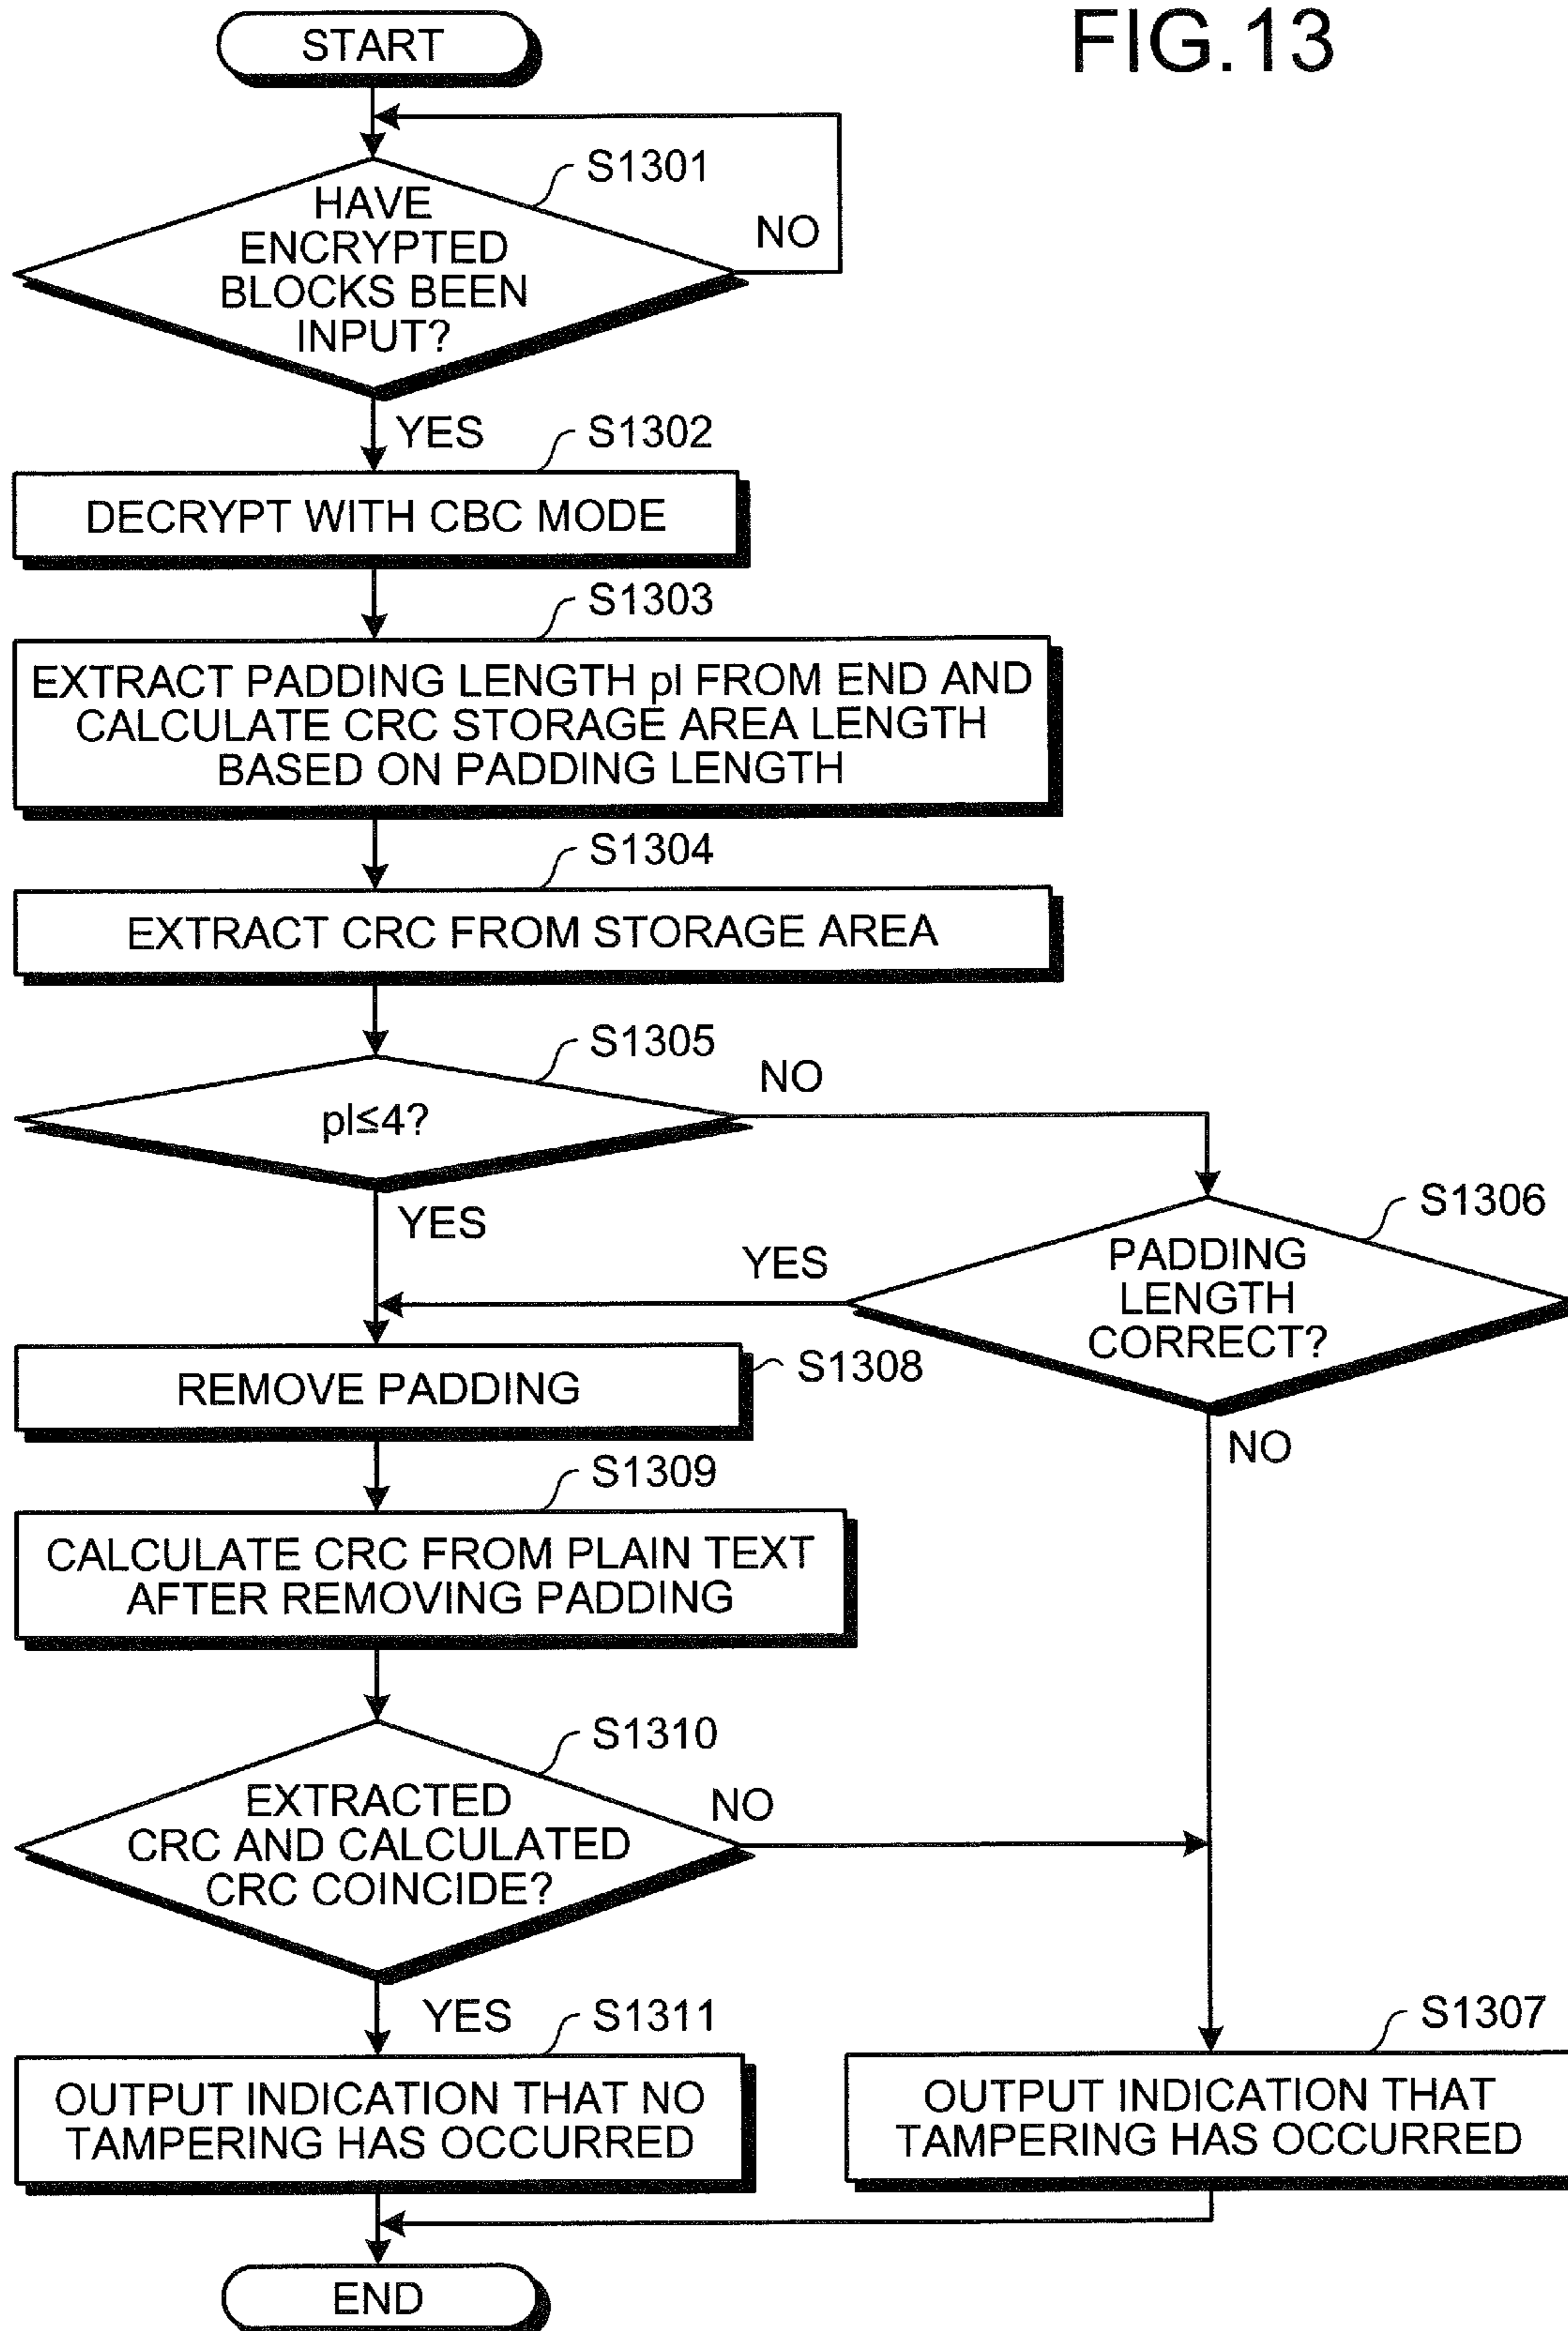 FIG.13
START
S1301
HAVE
ENCRYPTED
BLOCKS BEEN
INPUT?
NO
YES
S1302
DECRYPT WITH CBC MODE
S1303
EXTRACT PADDING LENGTH pl FROM END AND
CALCULATE CRC STORAGE AREA LENGTH
BASED ON PADDING LENGTH
S1304
EXTRACT CRC FROM STORAGE AREA
S1305
pl≤4?
NO
YES
S1306
PADDING
LENGTH
CORRECT?
YES
NO
S1308
REMOVE PADDING
S1309
CALCULATE CRC FROM PLAIN TEXT
AFTER REMOVING PADDING
S1310
EXTRACTED
CRC AND CALCULATED
CRC COINCIDE?
NO
YES
S1311
OUTPUT INDICATION THAT NO
TAMPERING HAS OCCURRED
S1307
OUTPUT INDICATION THAT
TAMPERING HAS OCCURRED
END